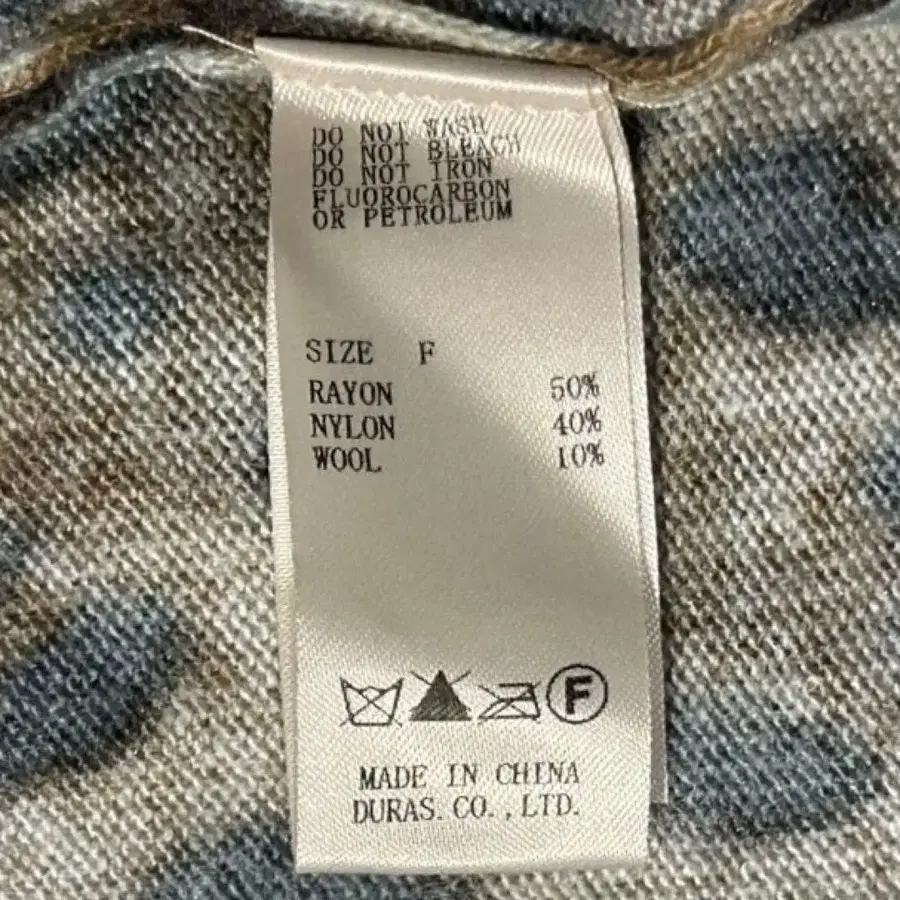 DO NOT WASH
DO NOT BLEACH
DO NOT IRON
FLUOROCARBON
OR PETROLEUM
SIZE F
RAYON 50%
NYLON 40%
WOOL 10%
F
MADE IN CHINA
DURAS.CO.,LTD.